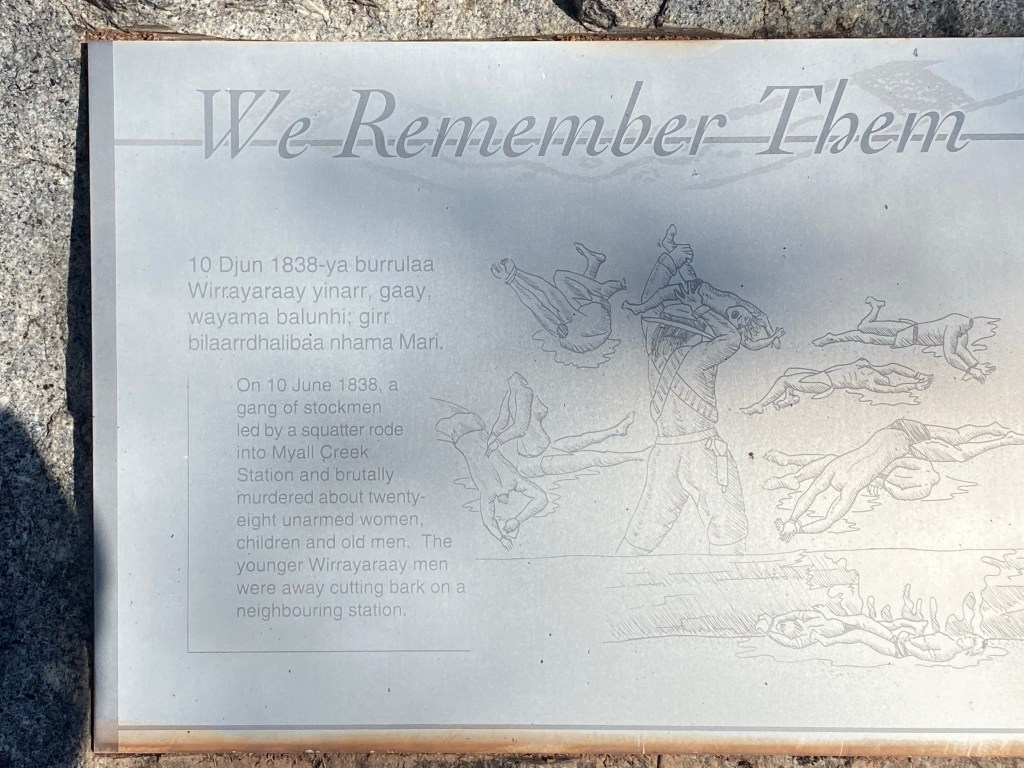 We Remember Them
10 Djun 1838-ya burrulaa
Wirrayaraay yinarr, gaay,
wayama balunhi; girr
bilaarrdhalibaa nhama Mari.
On 10 June 1838, a
gang of stockmen
led by a squatter rode
into Myall Creek
Station and brutally
murdered about twenty-
eight unarmed women,
children and old men.  The
younger Wirrayaraay men
were away cutting bark on a
neighbouring station.